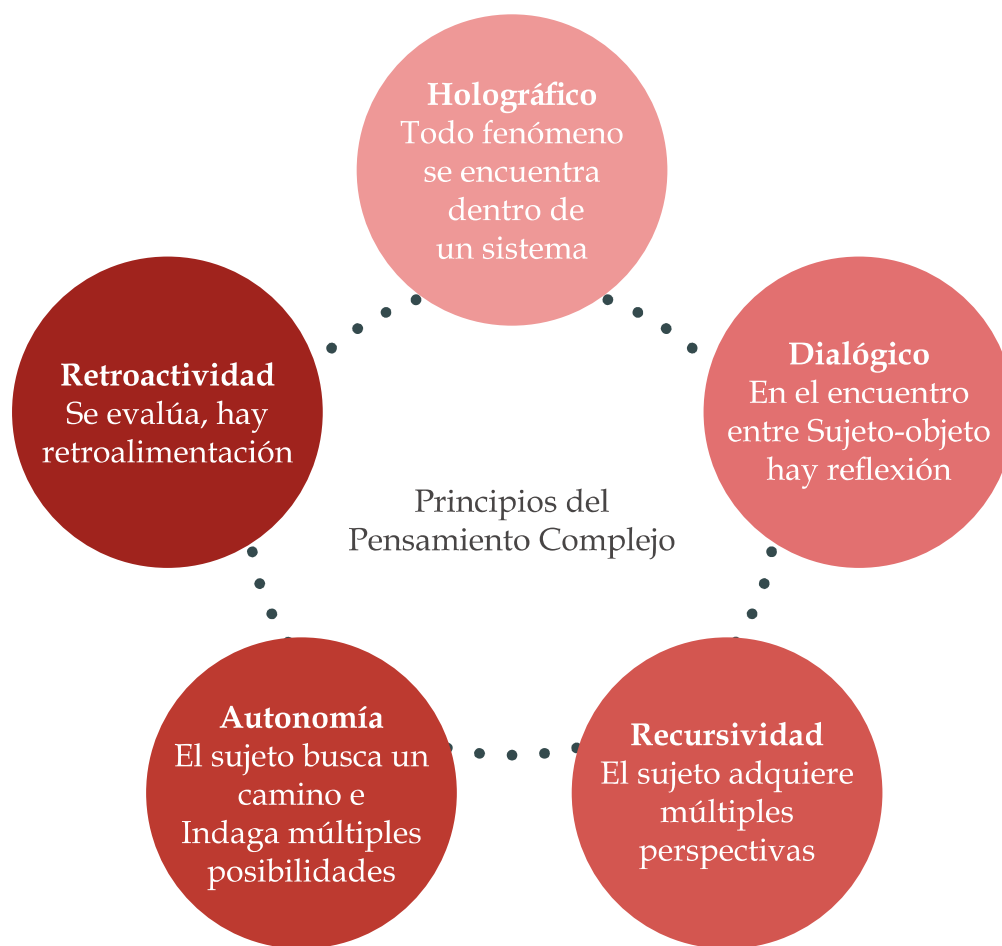 Holográfico
Todo fenómeno
se encuentra
dentro de
un sistema
Dialógico
En el encuentro
entre Sujeto-objeto
hay reflexión
Recursividad
El sujeto adquiere
múltiples
perspectivas
Autonomía
El sujeto busca un
camino e
Indaga múltiples
posibilidades
Retroactividad
Se evalúa, hay
retroalimentación
Principios del
Pensamiento Complejo